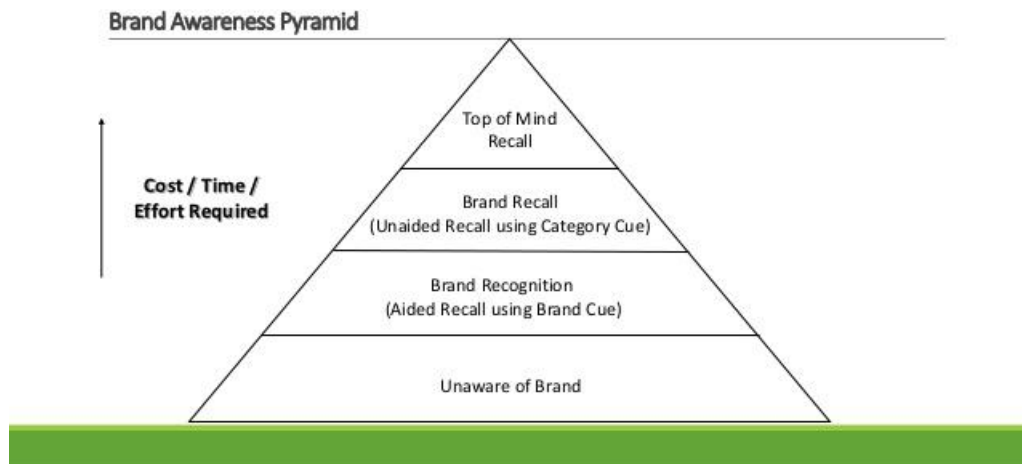 Brand Awareness Pyramid
Top of Mind
Recall
Cost / Time /
Effort Required
Brand Recall
(Unaided Recall using Category Cue)
Brand Recognition
(Aided Recall using Brand Cue)
Unaware of Brand